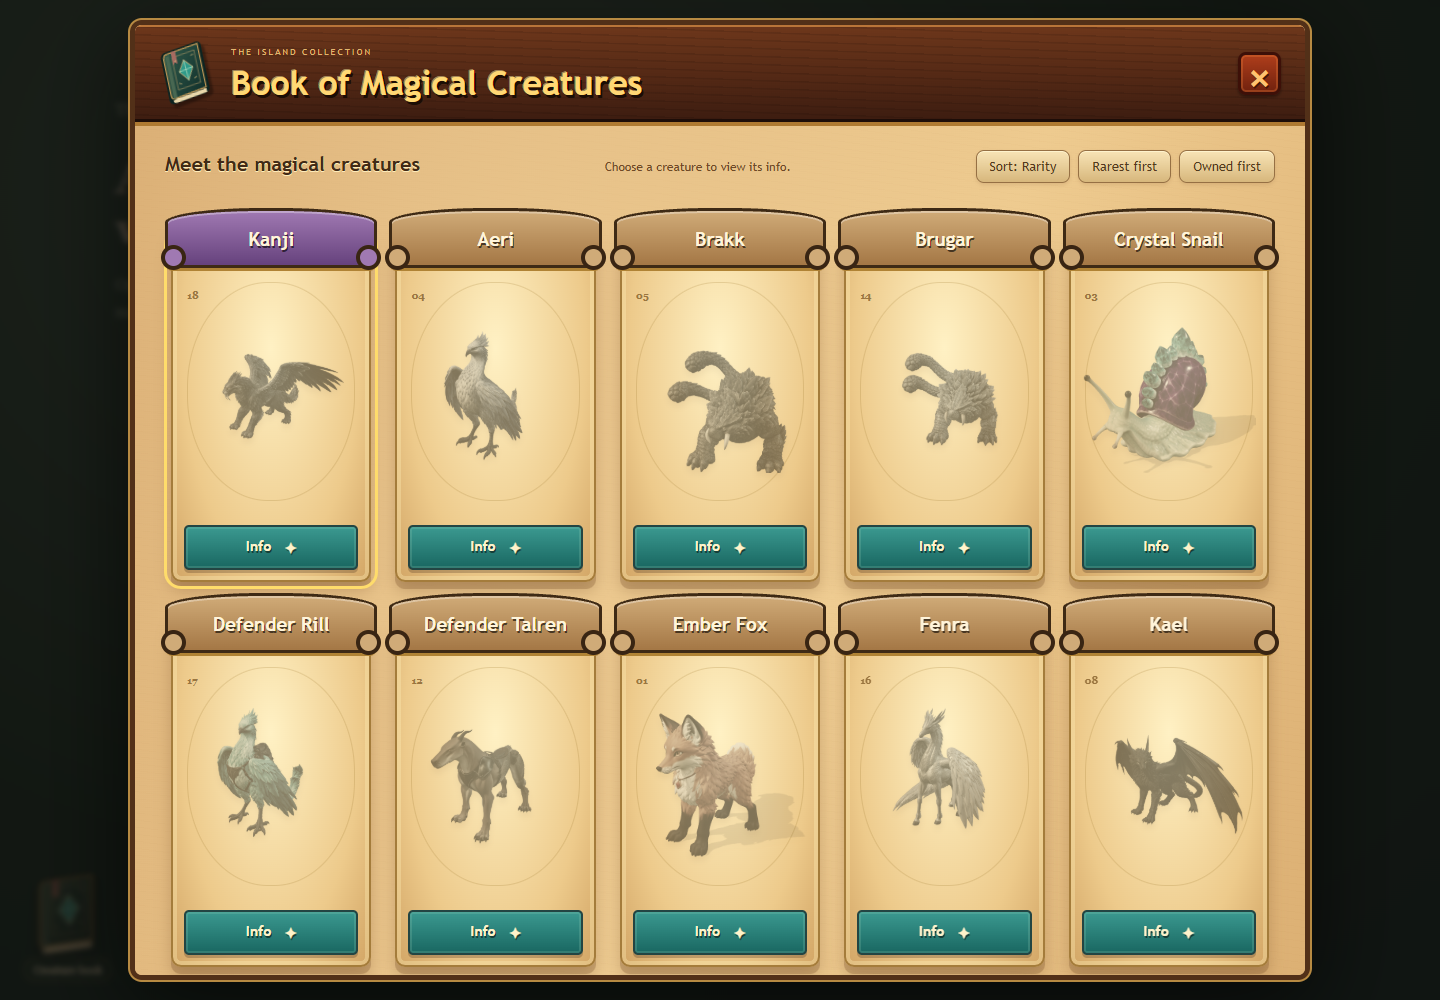 THE ISLAND COLLECTION
Book of Magical Creatures
Meet the magical creatures
Choose a creature to view its info.
Sort: Rarity
Rarest first
Owned first
Kanji
Aeri
Brakk
Brugar
Crystal Snail
18
04
05
14
03
Info
Info
Info
Info
Info
Defender Rill
Defender Talren
Ember Fox
Fenra
Kael
17
12
01
16
08
Info
Info
Info
Info
Info